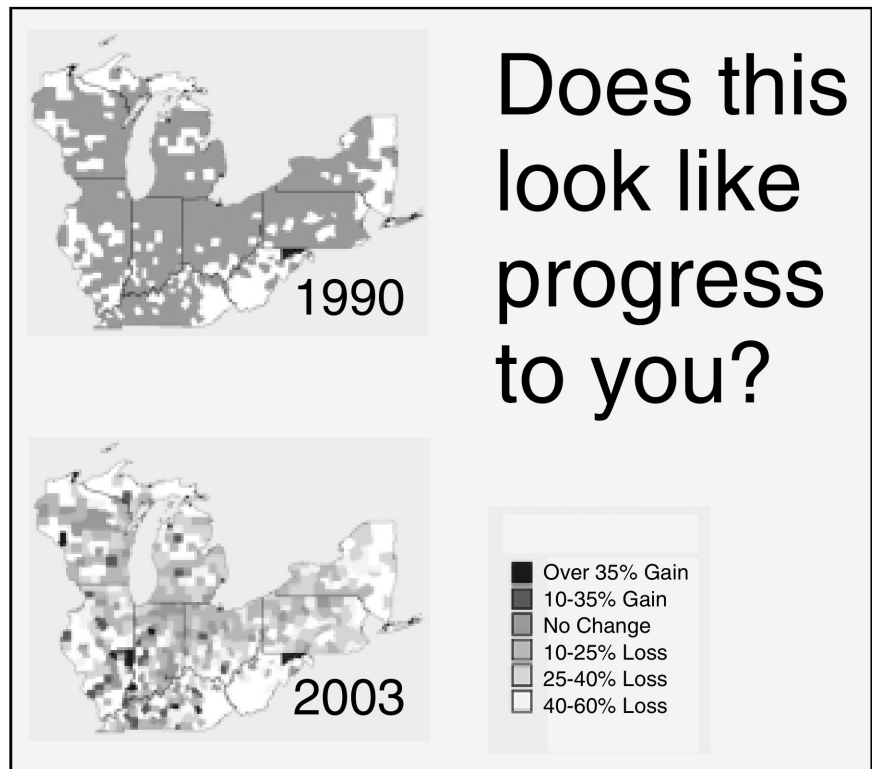 Does this
look like
progress
to you?
1990
2003
Over 35% Gain
10-35% Gain
No Change
10-25% Loss
25-40% Loss
40-60% Loss